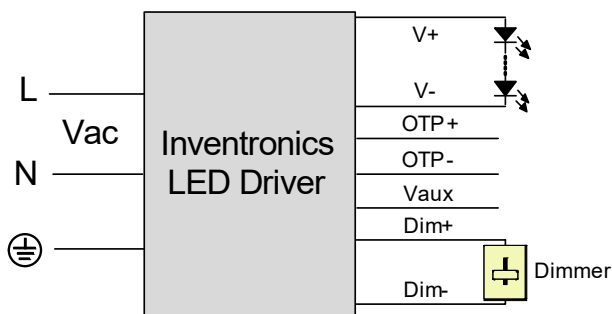 L
Vac
N
Inventronics
LED Driver
V+
V-
OTP+
OTP-
Vaux
Dim+
Dim-
Dimmer